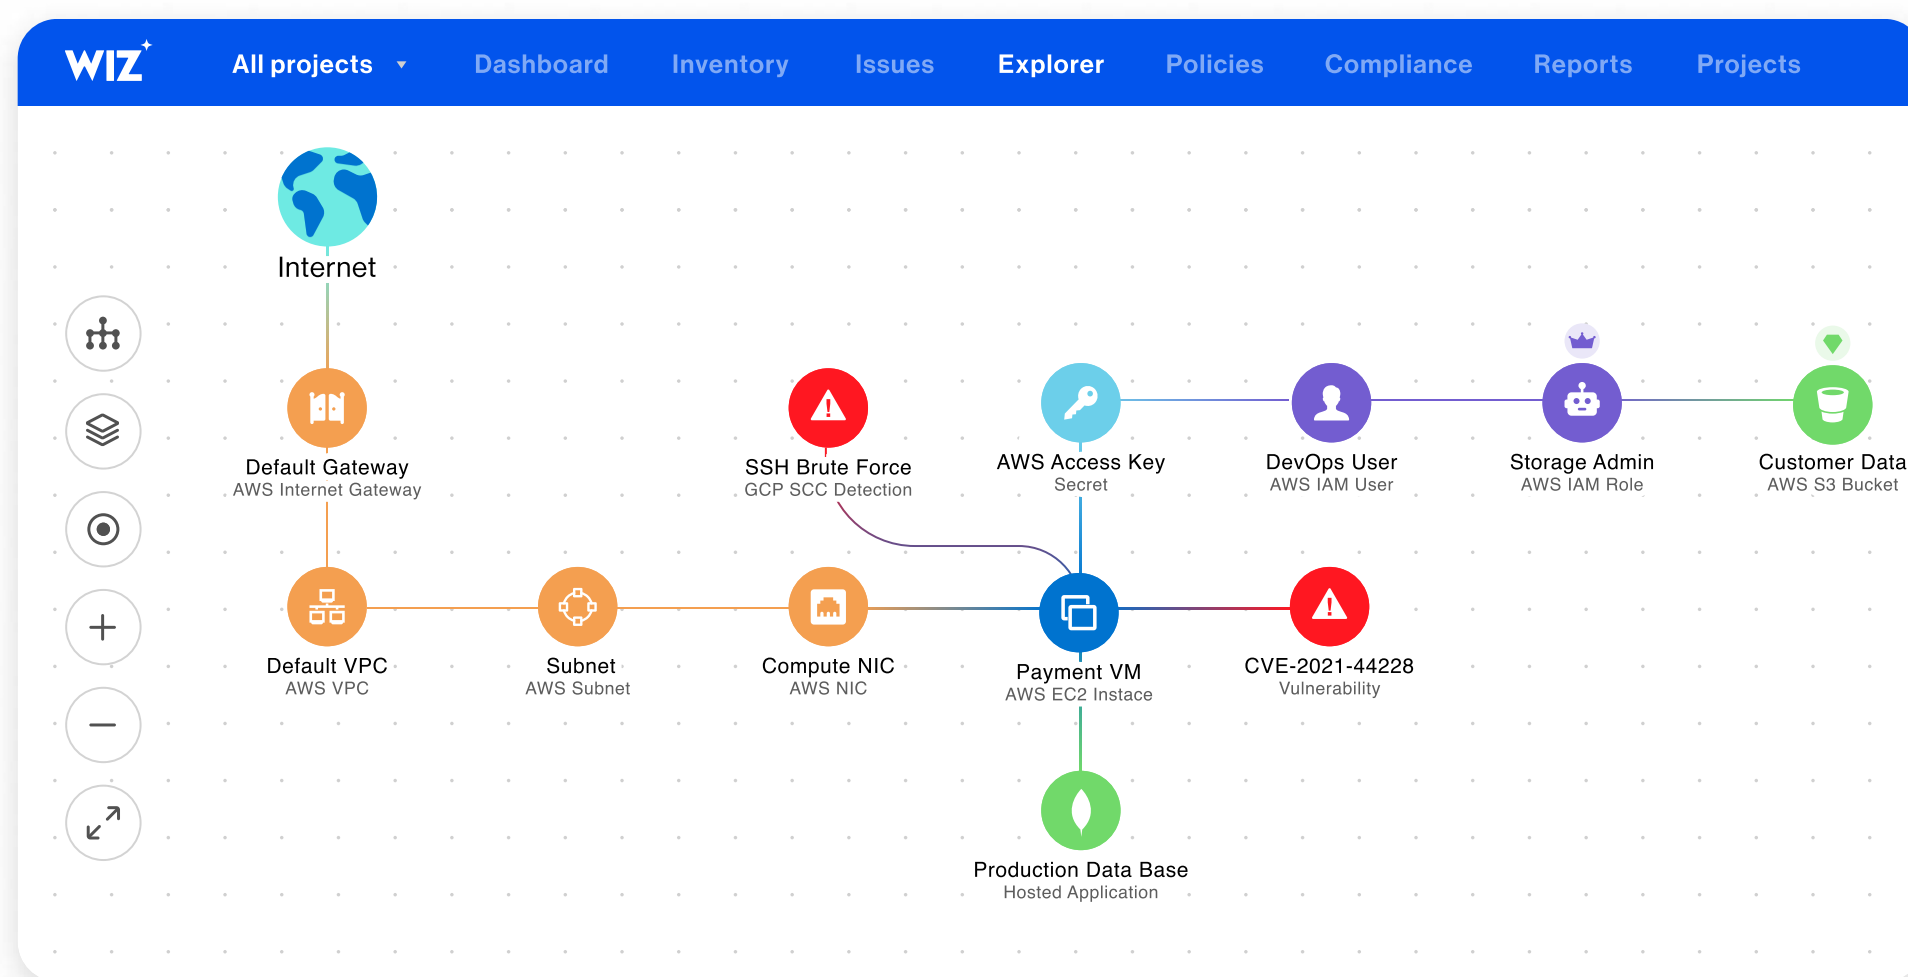 WIZ
All projects
Dashboard
Inventory
Issues
Explorer
Policies
Compliance
Reports
Projects
Internet
Default Gateway
AWS Internet Gateway
SSH Brute Force
GCP SCC Detection
AWS Access Key
Secret
DevOps User
AWS IAM User
Storage Admin
AWS IAM Role
Customer Data
AWS S3 Bucket
Default VPC
AWS VPC
Subnet
AWS Subnet
Compute NIC
AWS NIC
Payment VM
AWS EC2 Instace
CVE-2021-44228
Vulnerability
Production Data Base
Hosted Application